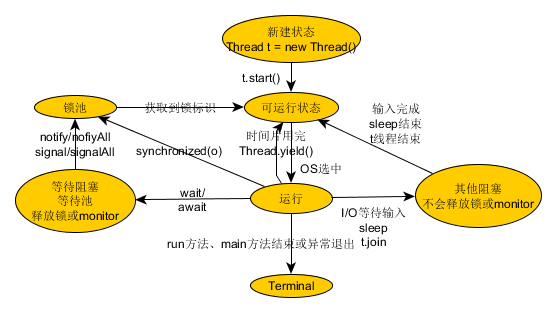 新建状态
Thread t = new Thread()
t.start()
锁池
获取到锁标识
可运行状态
输入完成
sleep结束
t线程结束
notify/nofiyAll
signal/signalAll
synchronized(o)
时间片用完
Thread.yield()
OS选中
等待阻塞
等待池
释放锁或monitor
wait/
await
运行
I/O等待输入
sleep
t.join
其他阻塞
不会释放锁或monitor
run方法、main方法结束或异常退出
Terminal